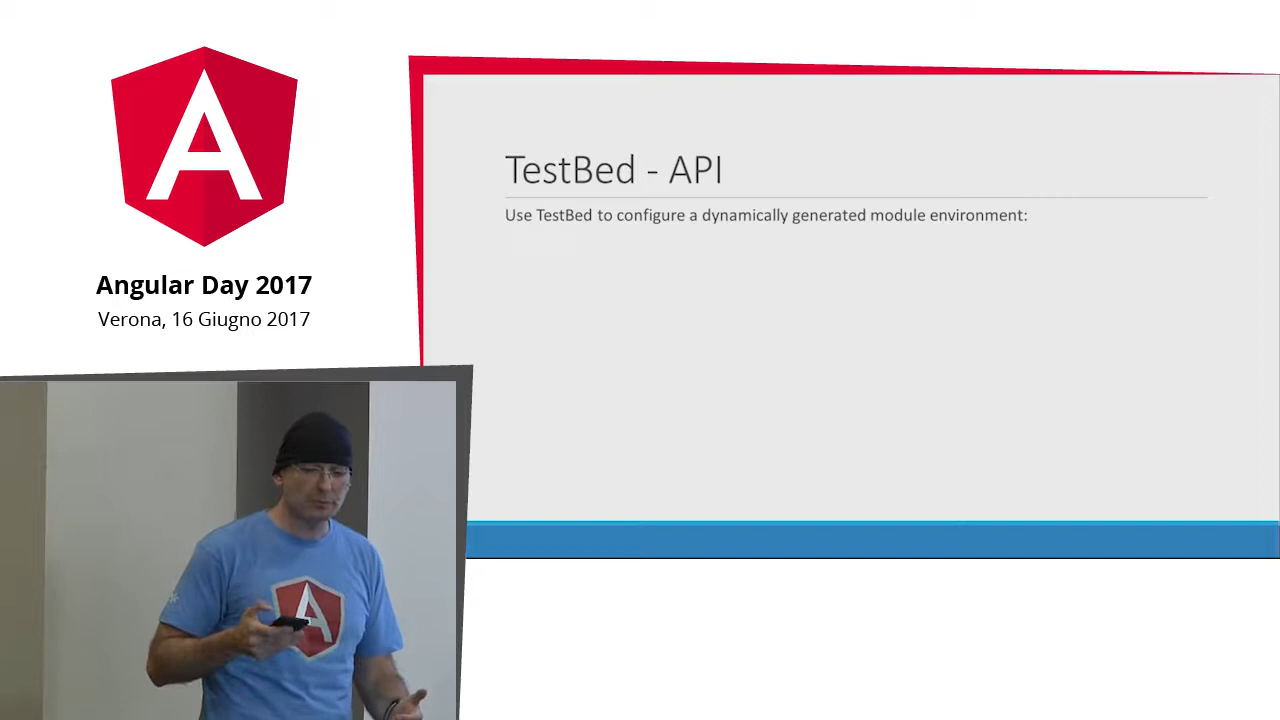 Angular Day 2017
Verona, 16 Giugno 2017
TestBed - API
Use TestBed to configure a dynamically generated module environment: